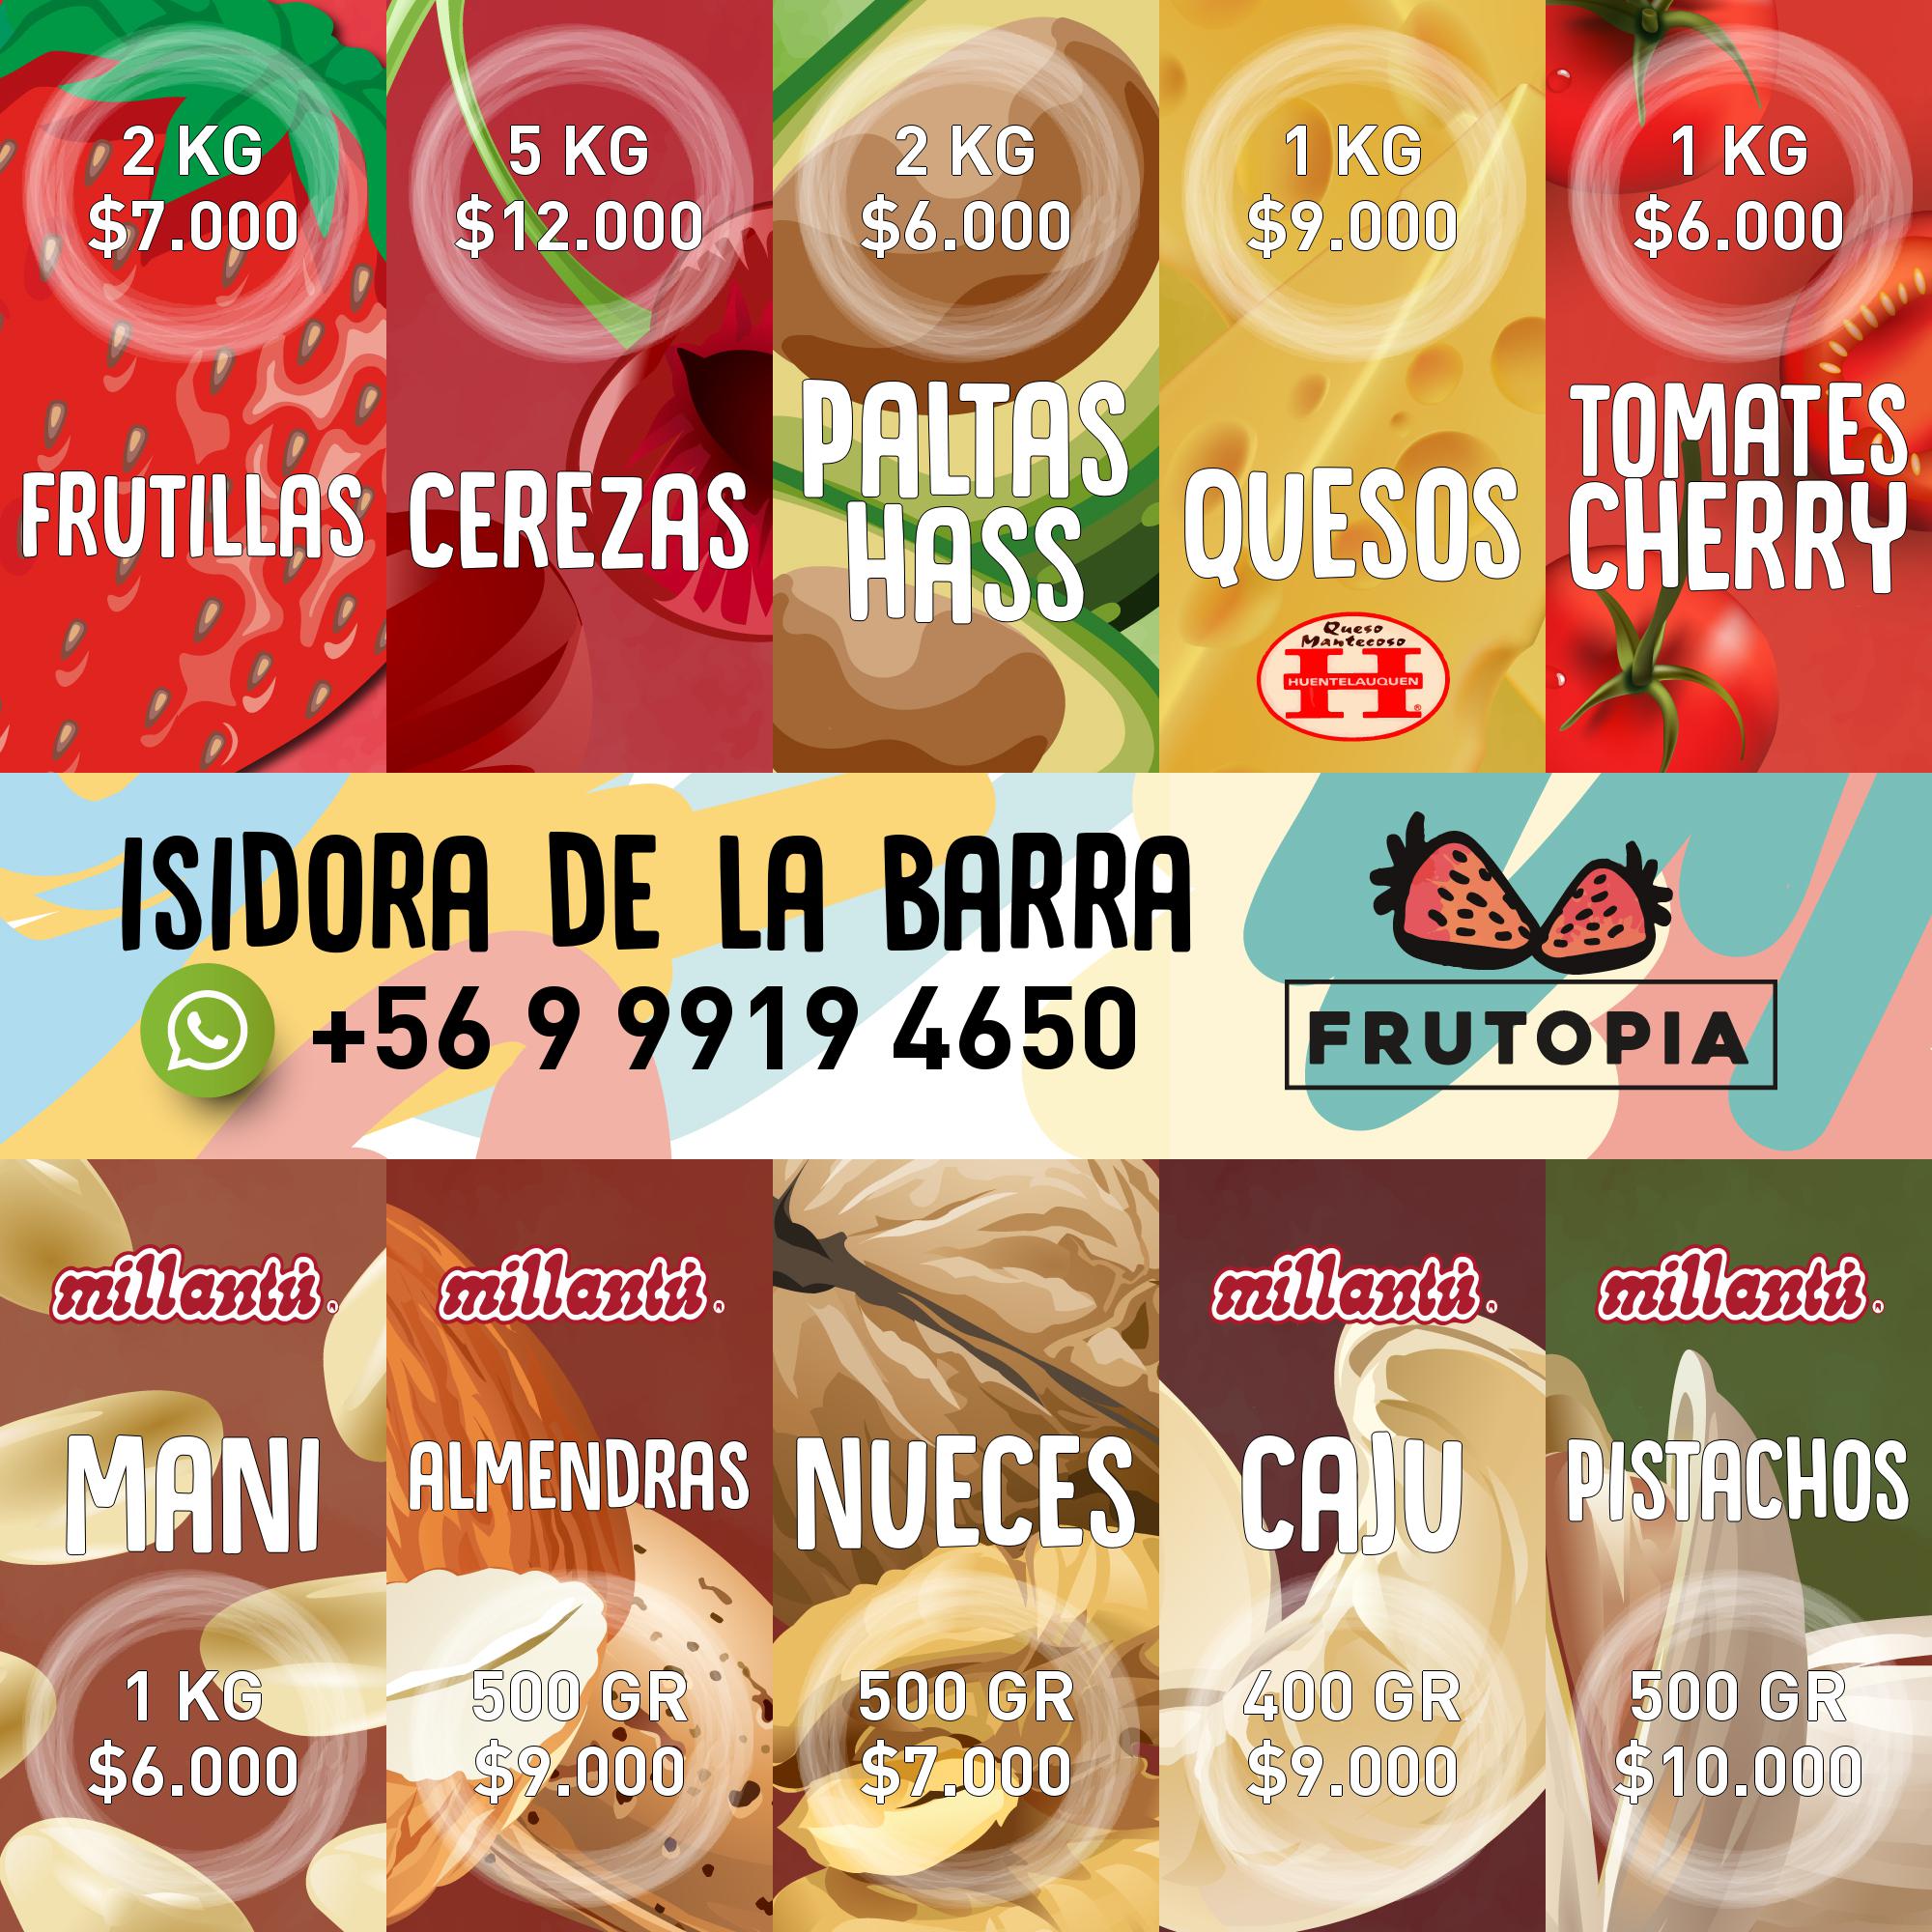 2 KG
$7.000
FRUTILLAS
5 KG
$12.000
CEREZAS
2 KG
$6.000
PALTAS
HASS
1 KG
$9.000
QUESOS
Queso
Mantecoso
H
HUENTELAUQUEN
®
1 KG
$6.000
TOMATES
CHERRY
ISIDORA DE LA BARRA
+56 9 9919 4650
FRUTOPIA
millantú®
MANI
1 KG
$6.000
millantú®
ALMENDRAS
500 GR
$9.000
NUECES
500 GR
$7.000
millantú®
CAJU
400 GR
$9.000
millantú®
PISTACHOS
500 GR
$10.000